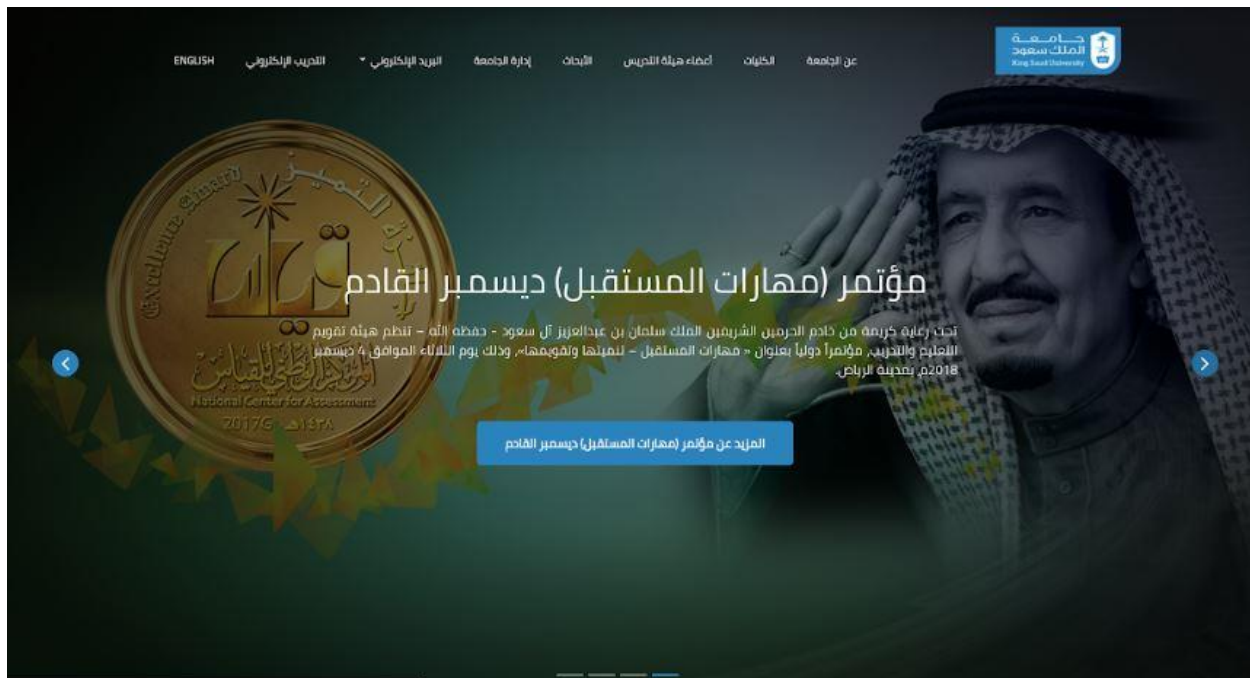 جامعة
الملك سعود
King Saud University
عن الجامعة
الكليات
أعضاء هيئة التدريس
الأبحاث
إدارة الجامعة
البريد الإلكتروني
التدريب الإلكتروني
ENGLISH
جائزة التميز
Excellence Award
قياس
المركز الوطني للقياس
National Center for Assessment
2017G - ١٤٣٨هـ
مؤتمر (مهارات المستقبل) ديسمبر القادم
تحت رعاية كريمة من خادم الحرمين الشريفين الملك سلمان بن عبدالعزيز آل سعود - حفظه الله – تنظم هيئة تقويم
التعليم والتدريب, مؤتمراً دولياً بعنوان « مهارات المستقبل – تنميتها وتقويمها», وذلك يوم الثلاثاء الموافق 4 ديسمبر
2018م, بمدينة الرياض.
المزيد عن مؤتمر (مهارات المستقبل) ديسمبر القادم